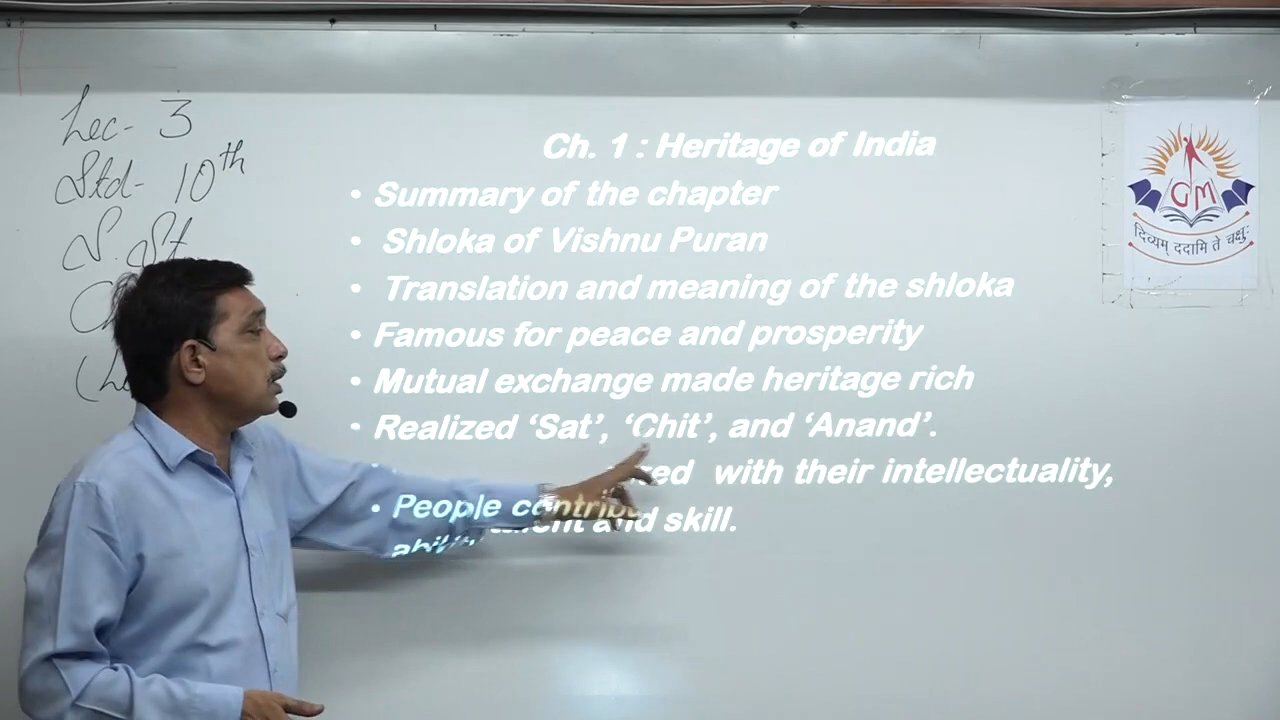 Lec- 3
Std- 10th
S. St
Ch. 1 : Heritage of India
• Summary of the chapter
• Shloka of Vishnu Puran
• Translation and meaning of the shloka
• Famous for peace and prosperity
• Mutual exchange made heritage rich
• Realized ‘Sat’, ‘Chit’, and ‘Anand’.
• People with their intellectuality,
and skill.
GM
दिव्यम् ददामि ते चक्षुः